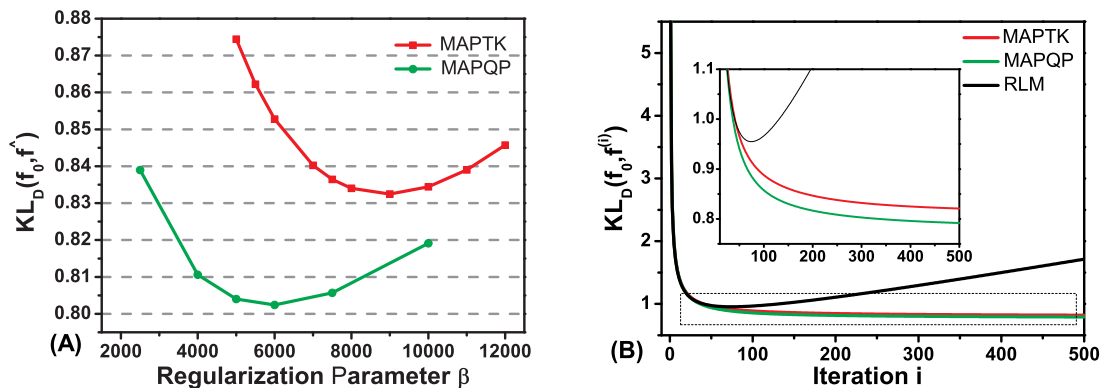 0.88
0.87
0.86
0.85
0.84
0.83
0.82
0.81
0.80
KL_D(f_0,f^)
MAPTK
MAPQP
2000 4000 6000 8000 10000 12000
(A)
Regularization Parameter β
5
4
3
2
1
KL_D(f_0,f^(i))
MAPTK
MAPQP
RLM
1.1
1.0
0.9
0.8
100 200 300 400 500
0 100 200 300 400 500
(B)
Iteration i